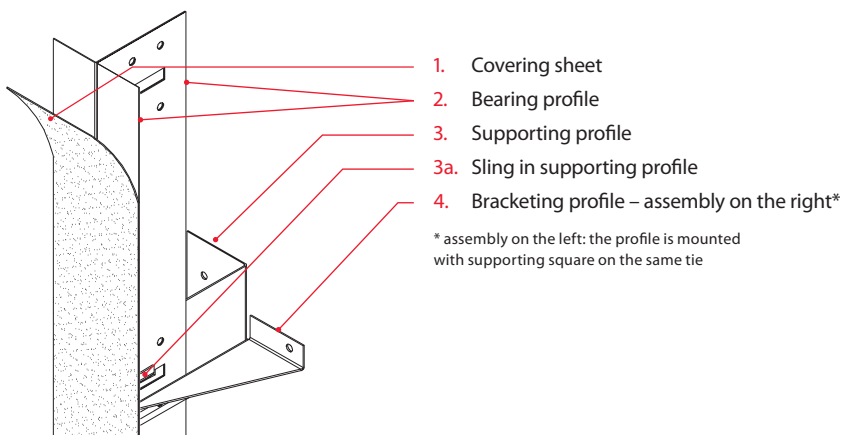 1. Covering sheet
2. Bearing profile
3. Supporting profile
3a. Sling in supporting profile
4. Bracketing profile – assembly on the right*
* assembly on the left: the profile is mounted
with supporting square on the same tie